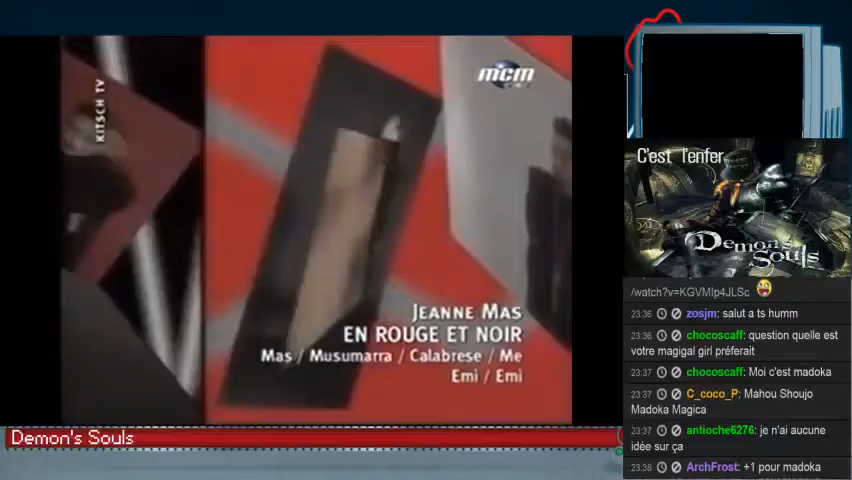 mcm
KITSCH TV
JEANNE MAS
EN ROUGE ET NOIR
Mas / Musumarra / Calabrese / Me
Emi / Emi
Demon's Souls
C'est l'enfer
Demon's
Souls
/watch?v=KGVMIp4JLSc
23:36 zosjm: salut a ts humm
23:36 chocoscaff: question quelle est
votre magigal girl préferait
23:37 chocoscaff: Moi c'est madoka
23:37 C_coco_P: Mahou Shoujo
Madoka Magica
23:37 antioche6276: je n'ai aucune
idée sur ça
23:38 ArchFrost: +1 pour madoka